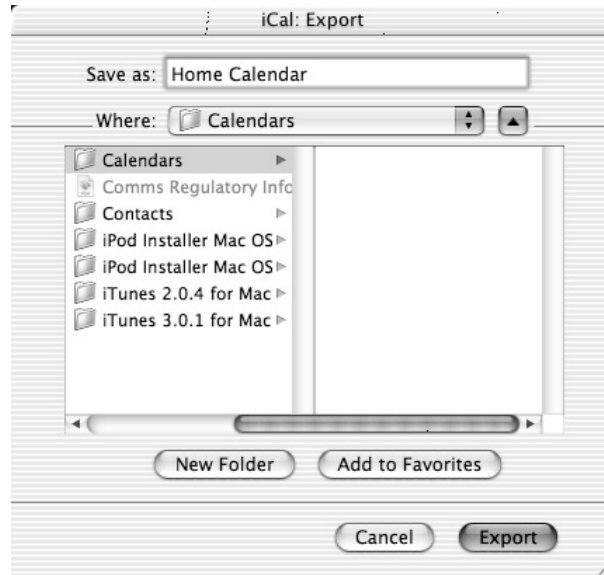 iCal: Export
Save as: Home Calendar
Where: Calendars
Calendars
Comms Regulatory Info
Contacts
iPod Installer Mac OS
iPod Installer Mac OS
iTunes 2.0.4 for Mac
iTunes 3.0.1 for Mac
New Folder Add to Favorites
Cancel Export